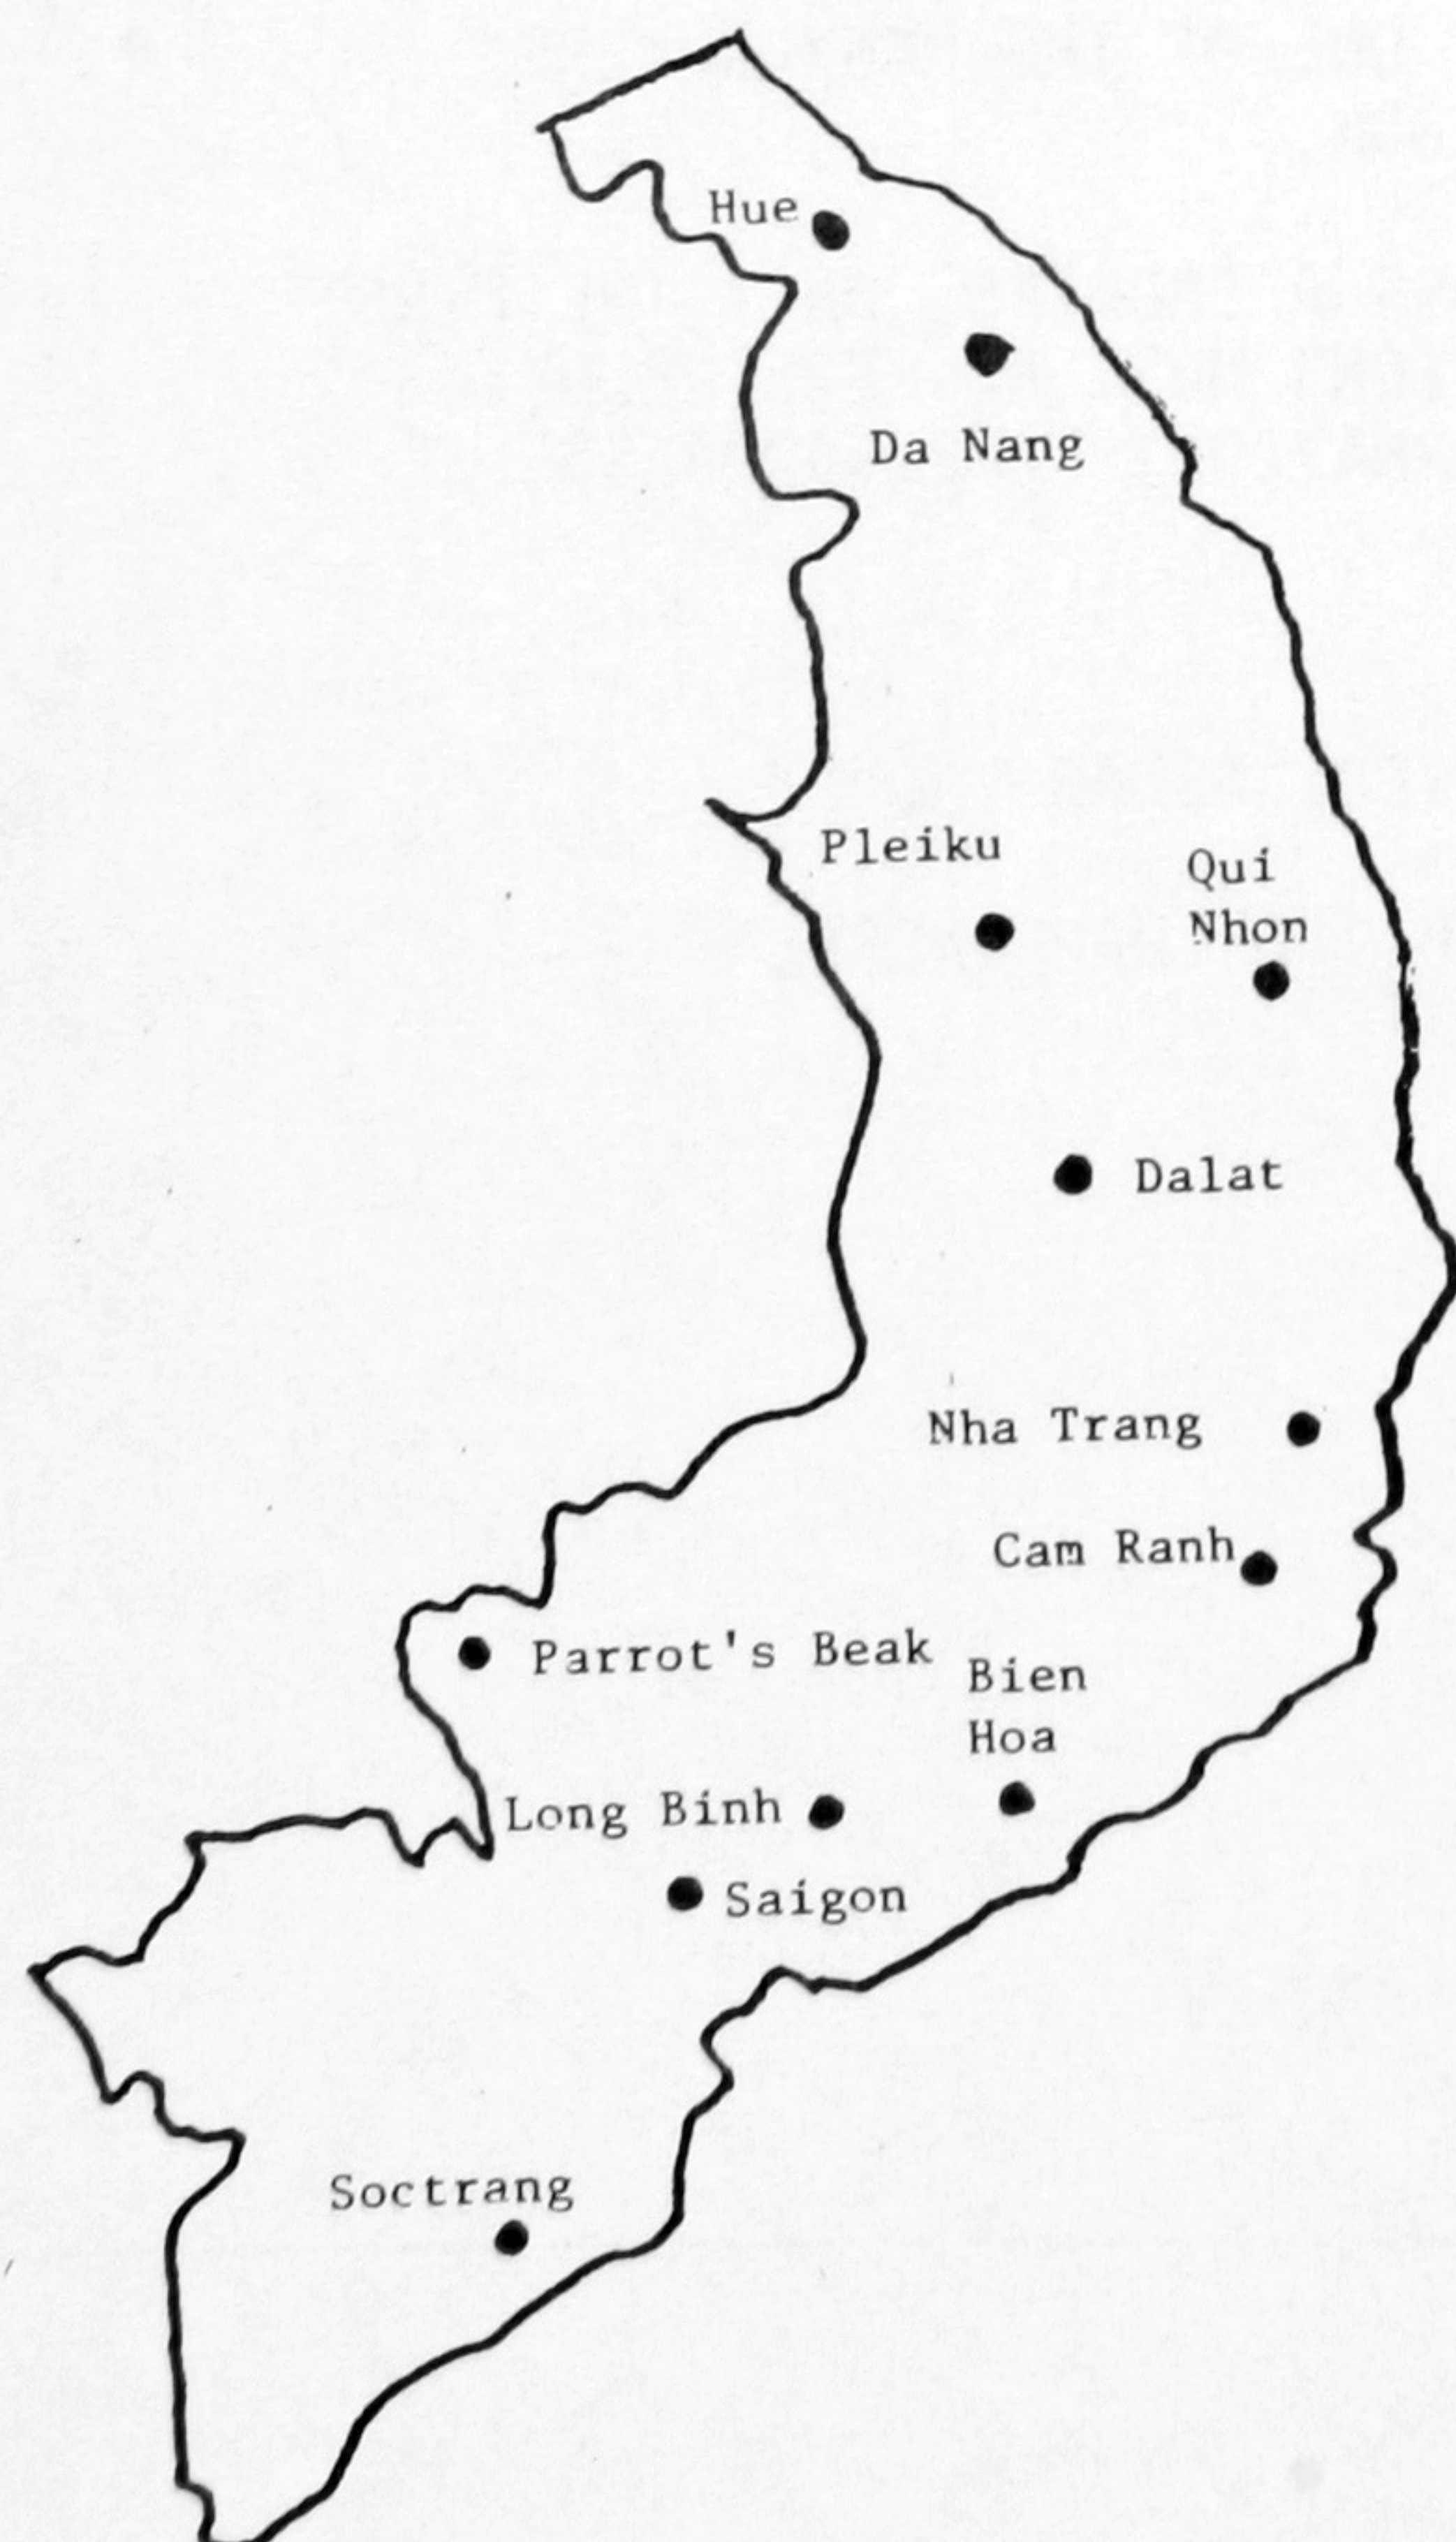 Hue
Da Nang
Pleiku
Qui
Nhon
Dalat
Nha Trang
Cam Ranh
Parrot's Beak
Bien
Hoa
Long Binh
Saigon
Soctrang